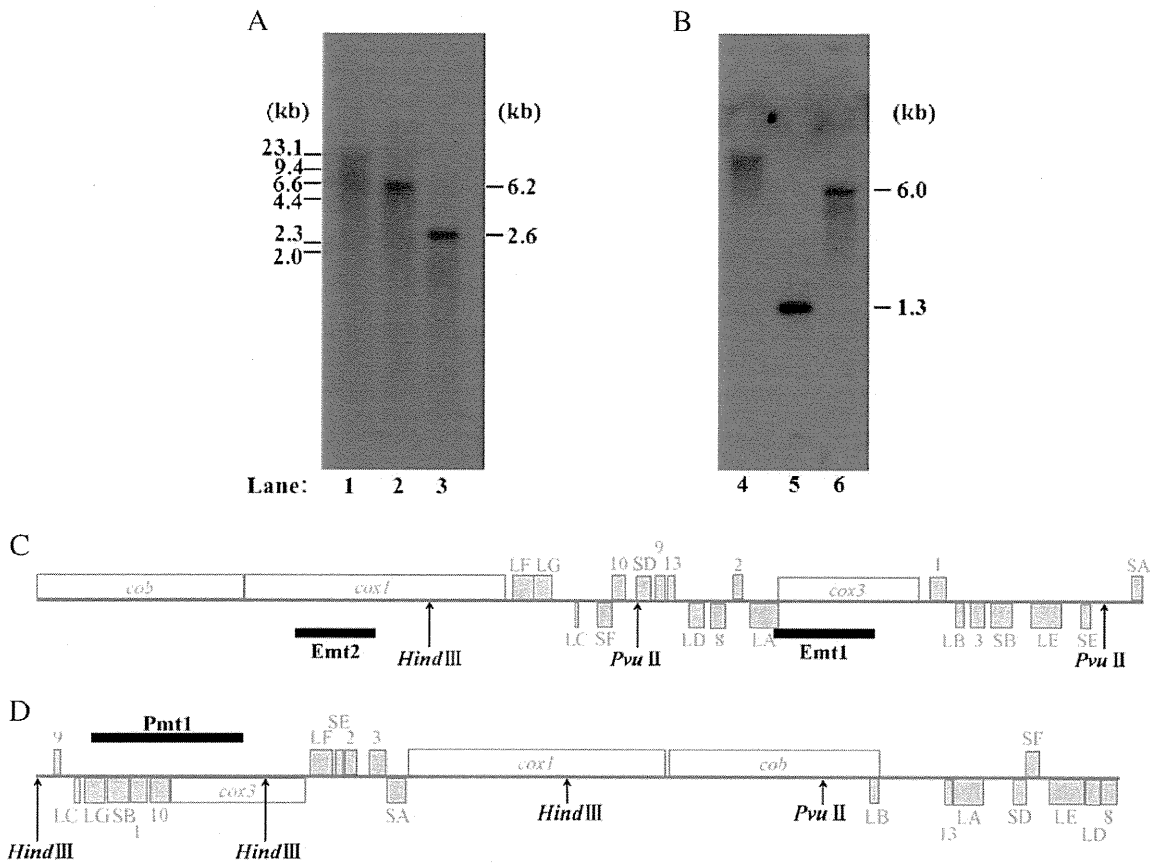 A
B
(kb)
(kb)
(kb)
23.1
9.4
6.6
4.4
2.3
2.0
6.2
2.6
6.0
1.3
Lane: 1 2 3
4 5 6
C
LF LG 10 SD 9 13 2 1 SA
cob cox1 cox3
LC SF LD 8 LA LB 3 SB LE SE
Emt2 HindIII PvuII Emt1 PvuII
D
Pmt1
9 LF SE 2 3 SF
cox1 cob
LC LG SB 1 10 cox3 SA HindIII PvuII LB 13 LA SD LE LD 8
HindIII HindIII